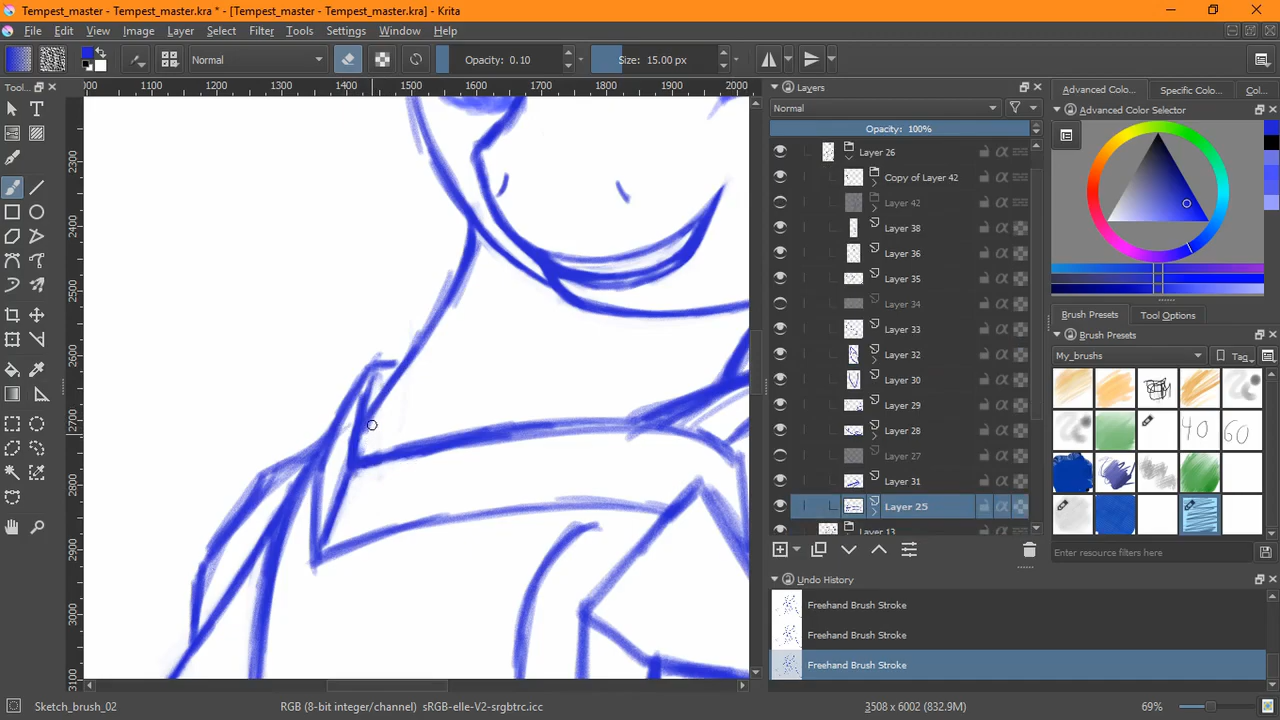 Tempest_master - Tempest_master.kra * - [Tempest_master - Tempest_master.kra] - Krita
File Edit View Image Layer Select Filter Tools Settings Window Help
Normal Opacity: 0.10 Size: 15.00 px
Tool...
1100 1200 1300 1400 1500 1600 1700 1800 1900 2000
2300
2400
2500
2600
2700
2800
2900
3000
3100
Layers
Normal
Opacity: 100%
Layer 26
Copy of Layer 42
Layer 42
Layer 38
Layer 36
Layer 35
Layer 34
Layer 33
Layer 32
Layer 30
Layer 29
Layer 28
Layer 27
Layer 31
Layer 25
Layer 13
Undo History
Freehand Brush Stroke
Freehand Brush Stroke
Freehand Brush Stroke
Advanced Colo... Specific Colo... Co...
Advanced Color Selector
Brush Presets Tool Options
Brush Presets
My_brushes Tag
40 60
Enter resource filters here
Sketch_brush_02 RGB (8-bit integer/channel) sRGB-elle-V2-srgbtrc.icc 3508 x 6002 (832.9M) 69%